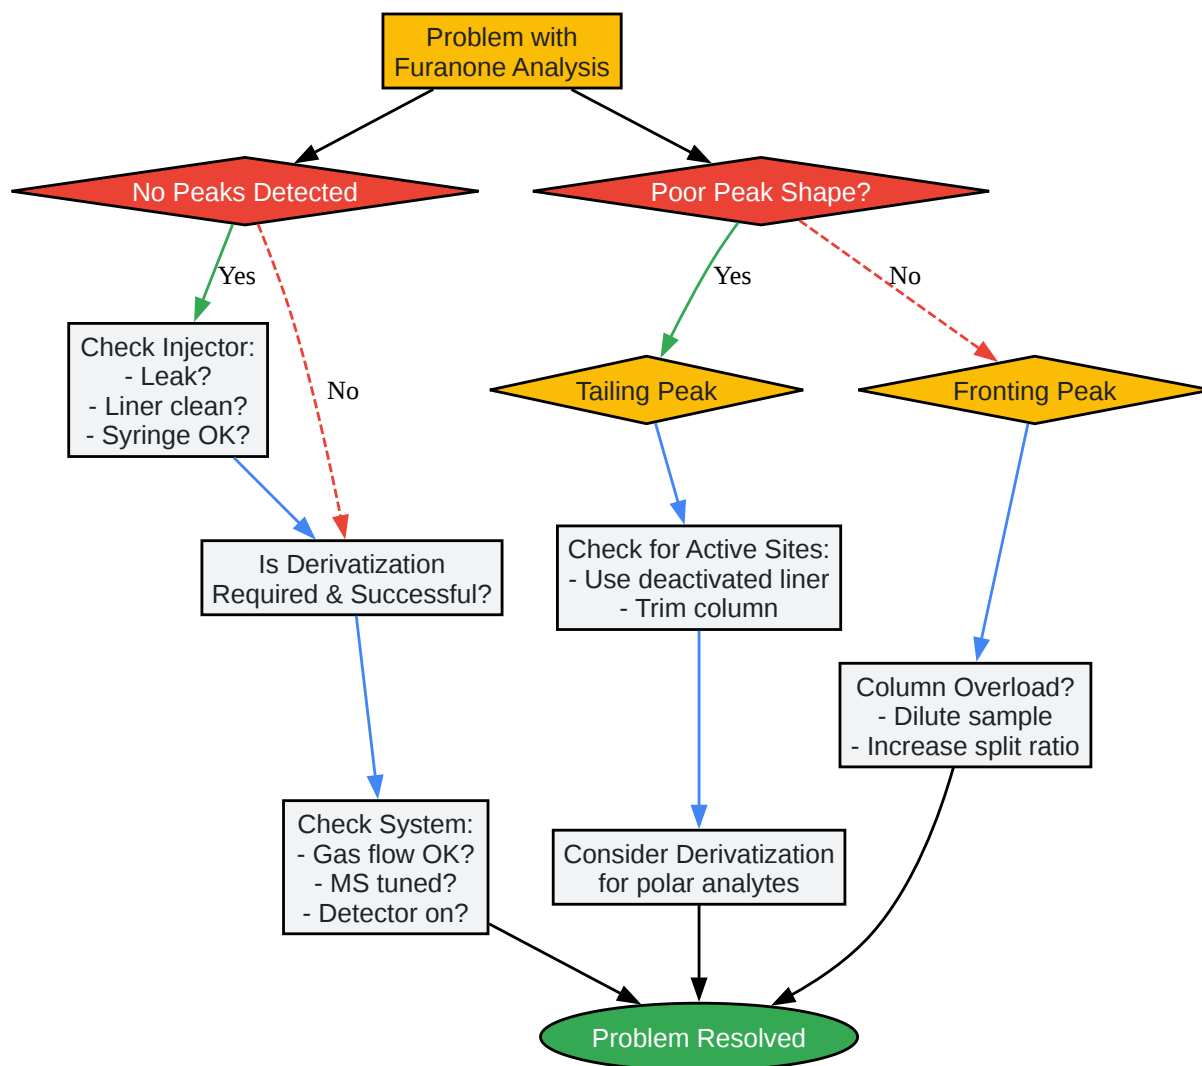 Problem with
Furanone Analysis
No Peaks Detected
Poor Peak Shape?
Yes
No
Yes
No
Check Injector:
- Leak?
- Liner clean?
- Syringe OK?
Tailing Peak
Fronting Peak
Is Derivatization
Required & Successful?
Check for Active Sites:
- Use deactivated liner
- Trim column
Column Overload?
- Dilute sample
- Increase split ratio
Check System:
- Gas flow OK?
- MS tuned?
- Detector on?
Consider Derivatization
for polar analytes
Problem Resolved